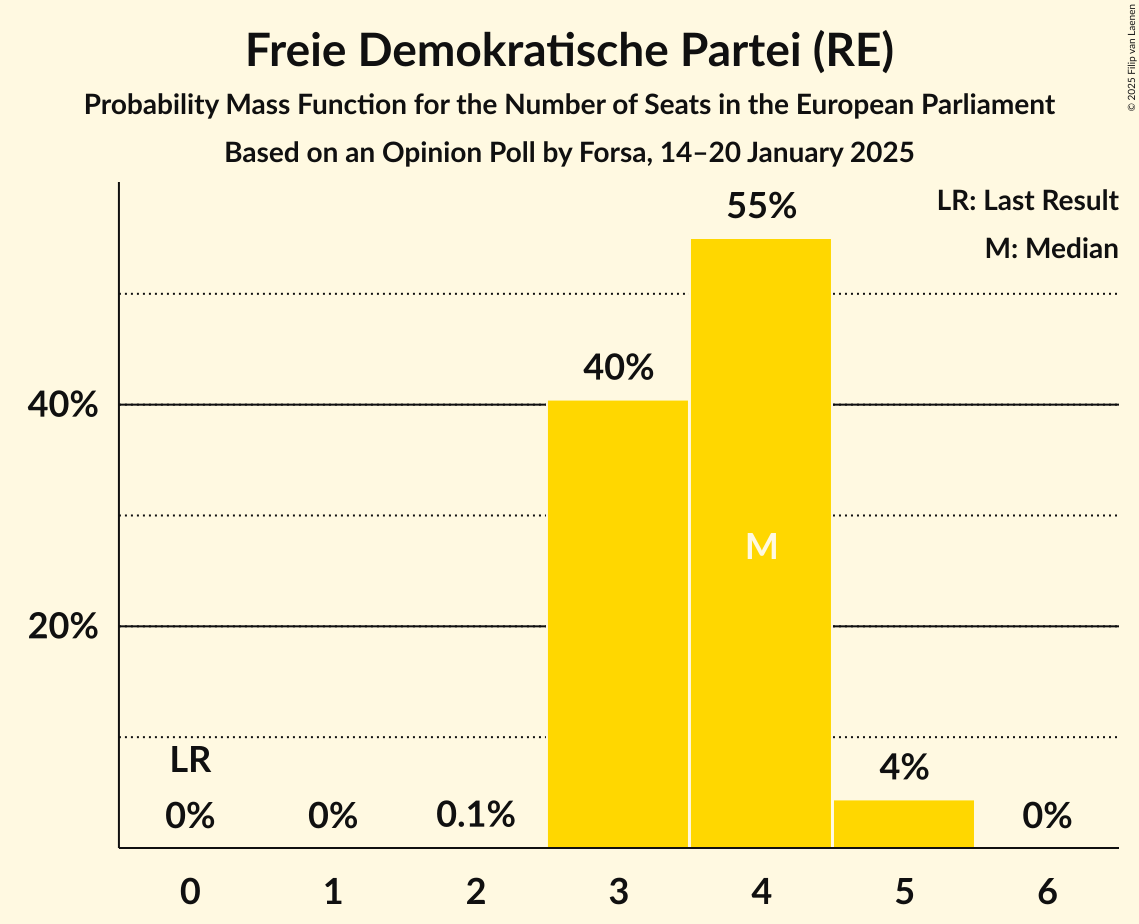 Freie Demokratische Partei (RE)
Probability Mass Function for the Number of Seats in the European Parliament
Based on an Opinion Poll by Forsa, 14–20 January 2025
© 2025 Filip van Laenen
LR: Last Result
M: Median
55%
40%
40%
M
20%
LR
0%
0%
0.1%
4%
0%
0
1
2
3
4
5
6